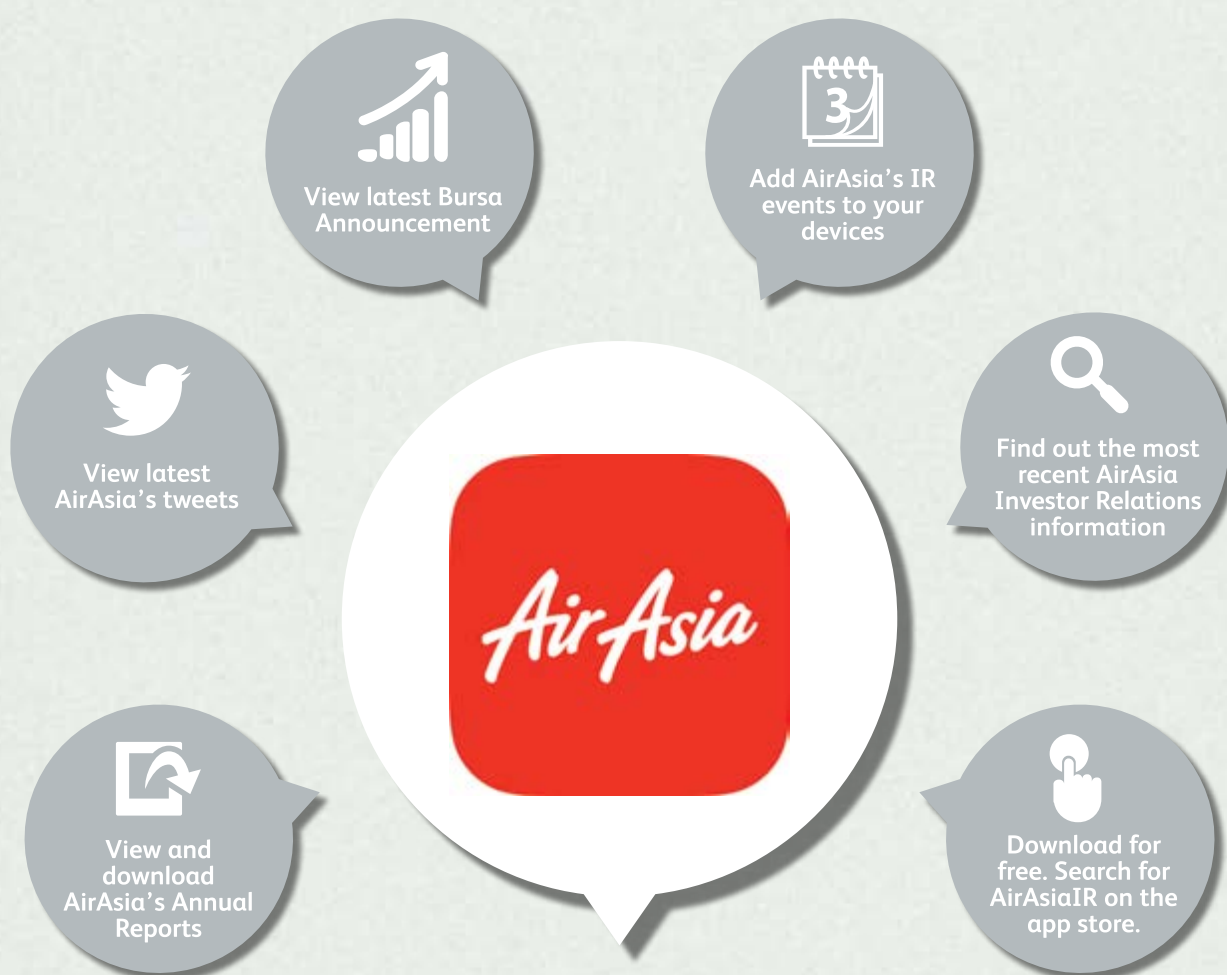 View latest Bursa
Announcement
3
Add AirAsia's IR
events to your
devices
View latest
AirAsia's tweets
Find out the most
recent AirAsia
Investor Relations
information
AirAsia
View and
download
AirAsia's Annual
Reports
Download for
free. Search for
AirAsiaIR on the
app store.